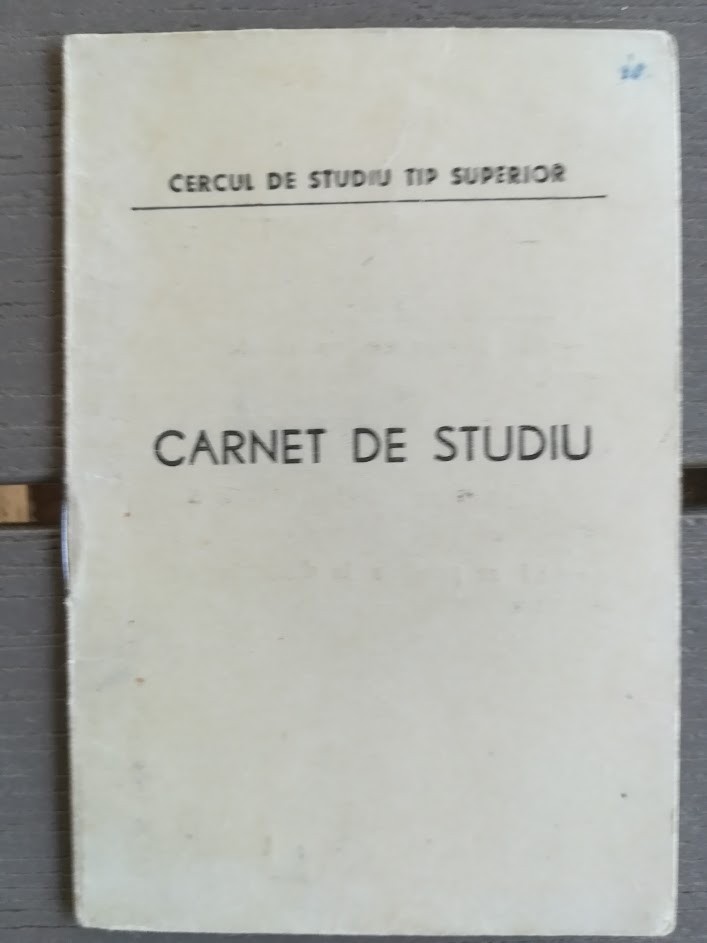 CERCUL DE STUDIU TIP SUPERIOR
CARNET DE STUDIU